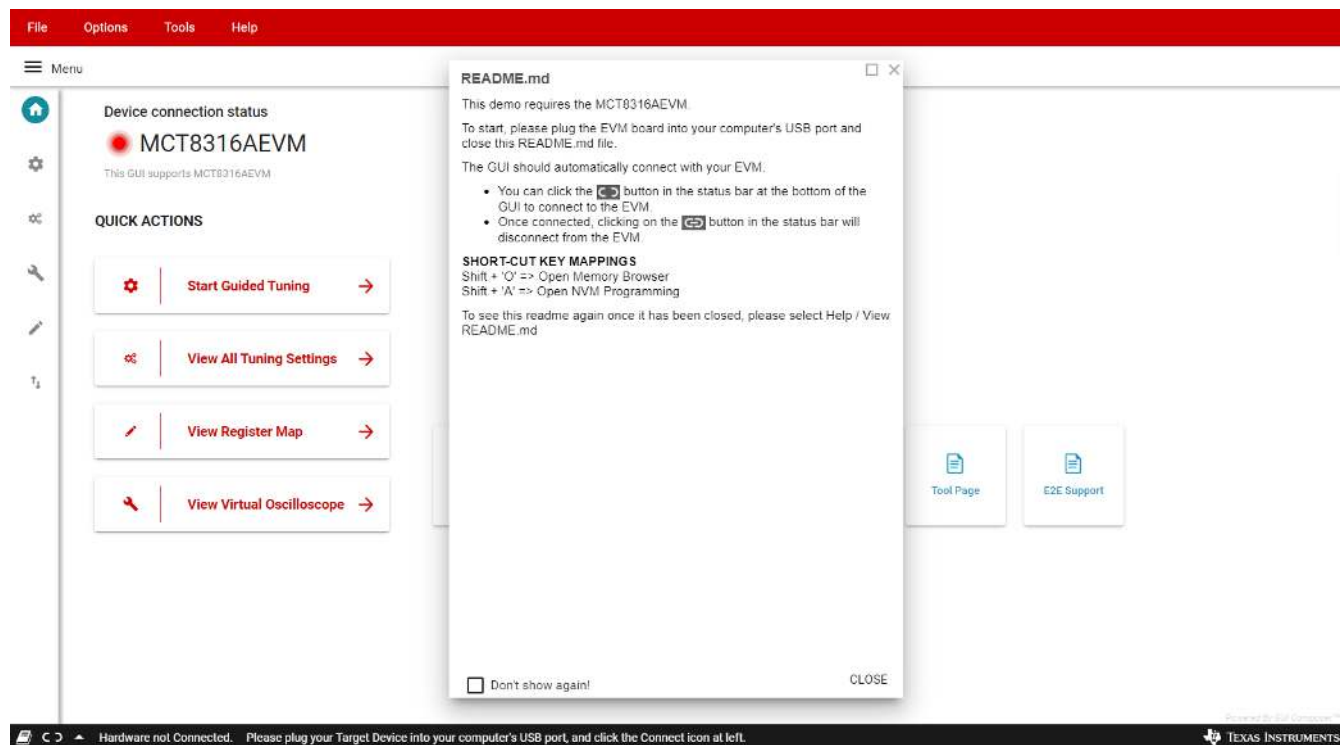 File Options Tools Help
Menu
Device connection status
MCT8316AEVM
This GUI supports MCT8316AEVM
QUICK ACTIONS
Start Guided Tuning
View All Tuning Settings
View Register Map
View Virtual Oscilloscope
README.md
This demo requires the MCT8316AEVM.
To start, please plug the EVM board into your computer's USB port and
close this README.md file.
The GUI should automatically connect with your EVM.
• You can click the button in the status bar at the bottom of the
GUI to connect to the EVM.
• Once connected, clicking on the button in the status bar will
disconnect from the EVM.
SHORT-CUT KEY MAPPINGS
Shift + 'O' => Open Memory Browser
Shift + 'A' => Open NVM Programming
To see this readme again once it has been closed, please select Help / View
README.md
Don't show again!
CLOSE
Tool Page
E2E Support
Powered By GUI Composer™
Hardware not Connected. Please plug your Target Device into your computer's USB port, and click the Connect icon at left.
TEXAS INSTRUMENTS